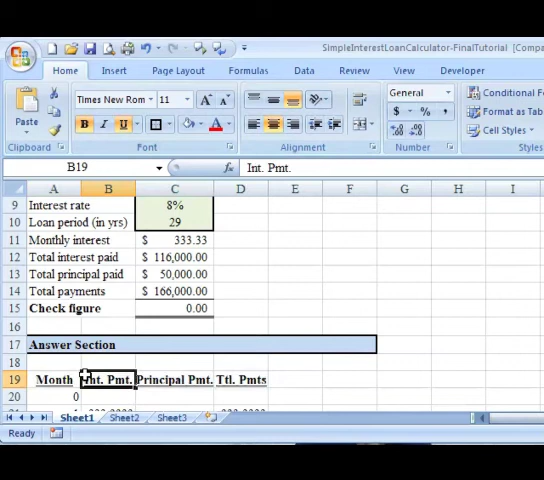 SimpleInterestLoanCalculator-FinalTutorial [Comp
Home Insert Page Layout Formulas Data Review View Developer
Times New Rom 11 A A General Conditional Fo
Paste B I U A $ % , Format as Tab
.00 .0 Cell Styles
Clipboard Font Alignment Number Styles
B19 fx Int. Pmt.
A B C D E F G H I
9 Interest rate 8%
10 Loan period (in yrs) 29
11 Monthly interest $ 333.33
12 Total interest paid $ 116,000.00
13 Total principal paid $ 50,000.00
14 Total payments $ 166,000.00
15 Check figure 0.00
16
17 Answer Section
18
19 Month Int. Pmt. Principal Pmt. Ttl. Pmts
20 0
Sheet1 Sheet2 Sheet3
Ready